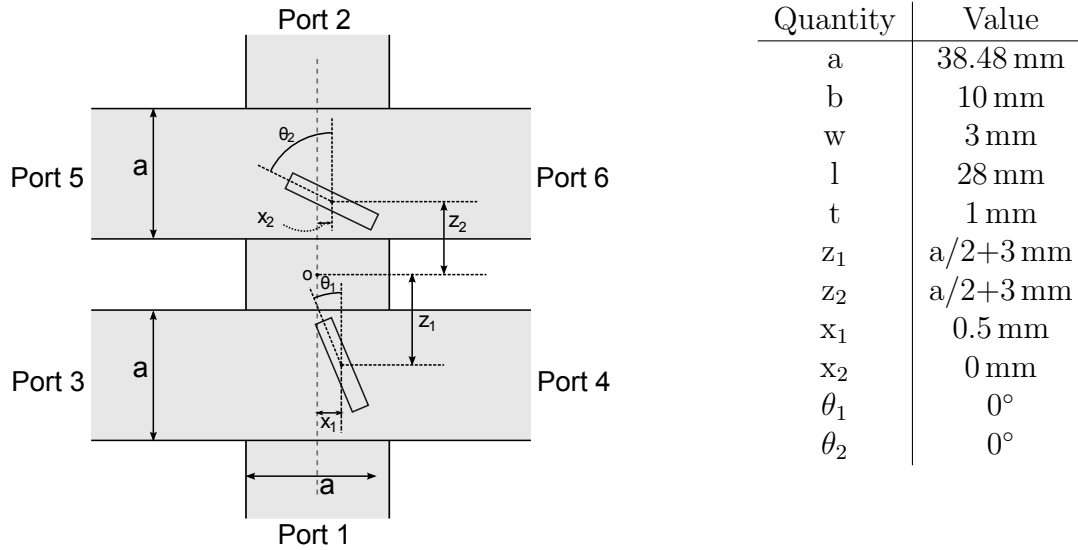 Port 2
θ₂
a
Port 5
Port 6
x₂
z₂
o
θ₁
z₁
a
Port 3
Port 4
x₁
a
Port 1
Quantity Value
a 38.48 mm
b 10 mm
w 3 mm
l 28 mm
t 1 mm
z₁ a/2+3 mm
z₂ a/2+3 mm
x₁ 0.5 mm
x₂ 0 mm
θ₁ 0°
θ₂ 0°